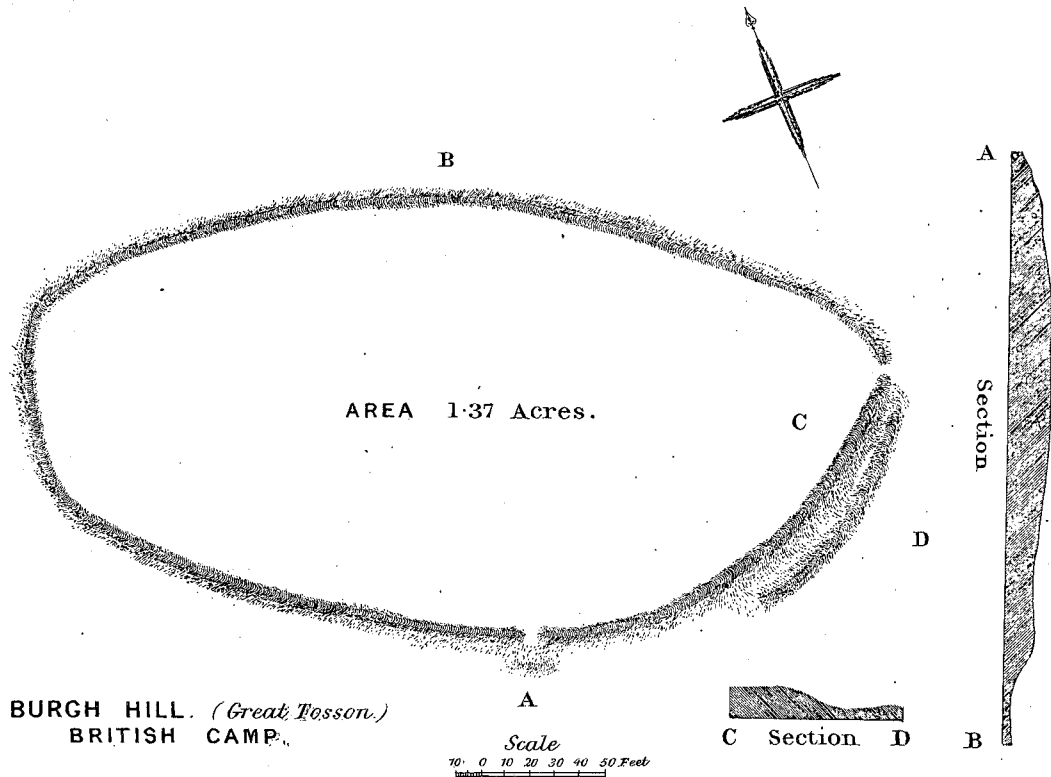 B
A
AREA 1·37 Acres.
C
Section
D
BURGH HILL. (Great Tosson.)
BRITISH CAMP.
A
C Section D
B
Scale
10 0 10 20 30 40 50 Feet